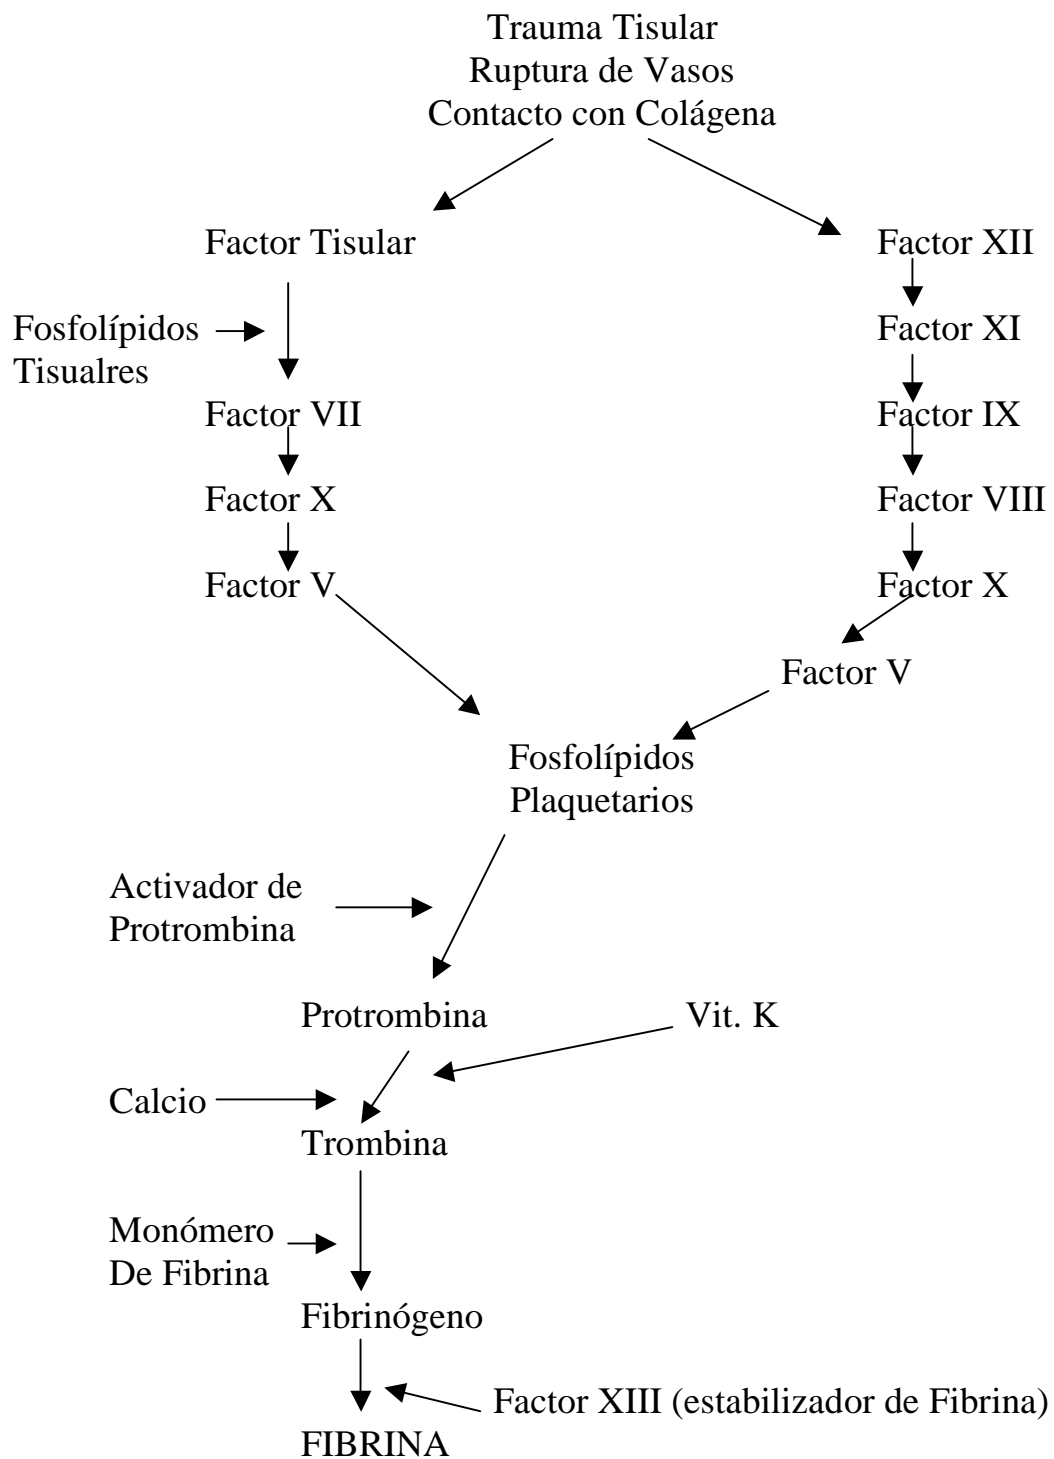 Trauma Tisular
Ruptura de Vasos
Contacto con Colágena
Factor Tisular
Factor XII
Fosfolípidos
Tisualres
Factor XI
Factor VII
Factor IX
Factor X
Factor VIII
Factor V
Factor X
Factor V
Fosfolípidos
Plaquetarios
Activador de
Protrombina
Protrombina
Vit. K
Calcio
Trombina
Monómero
De Fibrina
Fibrinógeno
Factor XIII (estabilizador de Fibrina)
FIBRINA